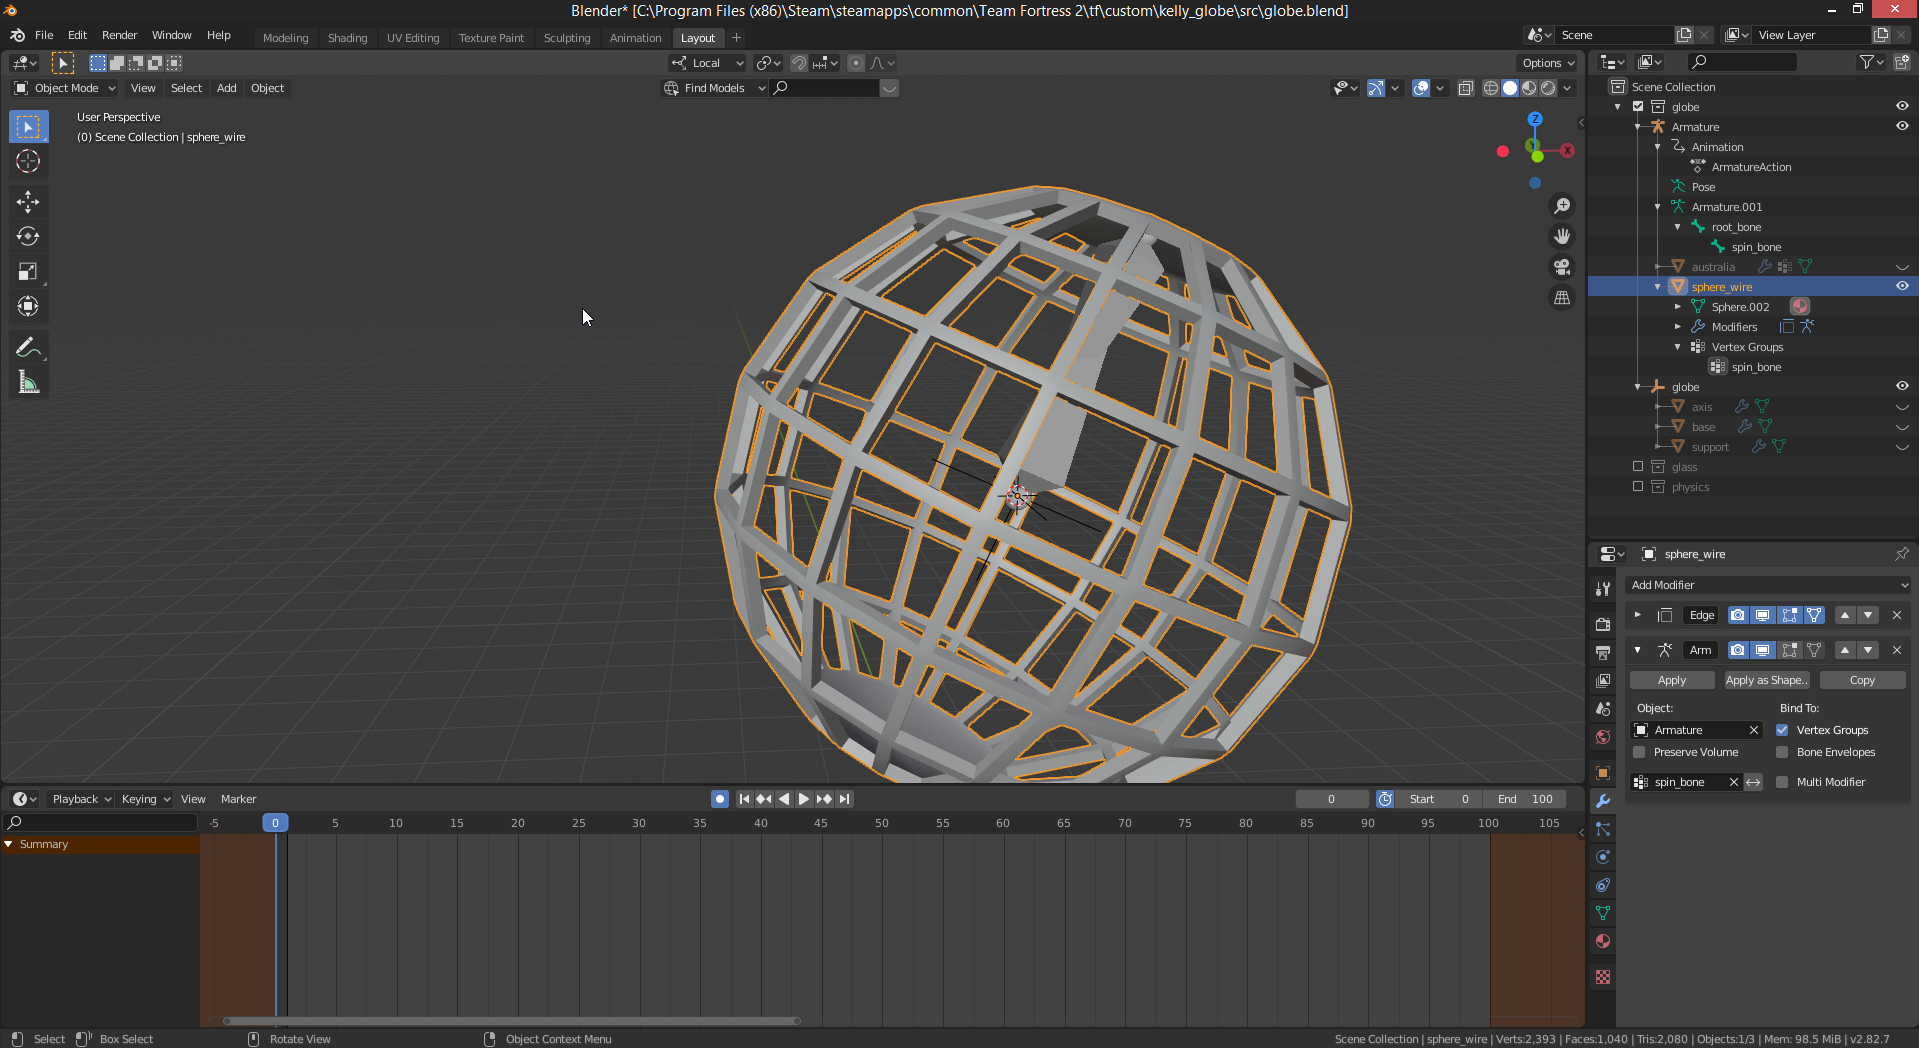 Blender* [C:\Program Files (x86)\Steam\steamapps\common\Team Fortress 2\tf\custom\kelly_globe\src\globe.blend]
File Edit Render Window Help Modeling Shading UV Editing Texture Paint Sculpting Animation Layout + Scene View Layer
Local Options
Object Mode View Select Add Object Find Models
User Perspective
(0) Scene Collection | sphere_wire
Z
Y
X
Scene Collection
globe
Armature
Animation
ArmatureAction
Pose
Armature.001
root_bone
spin_bone
australia
sphere_wire
Sphere.002
Modifiers
Vertex Groups
spin_bone
globe
axis
base
support
glass
physics
sphere_wire
Add Modifier
Edge
Arm
Apply Apply as Shape.. Copy
Object: Bind To:
Armature Vertex Groups
Preserve Volume Bone Envelopes
spin_bone Multi Modifier
Playback Keying View Marker 0 Start 0 End 100
-5 0 5 10 15 20 25 30 35 40 45 50 55 60 65 70 75 80 85 90 95 100 105
Summary
Select Box Select Rotate View Object Context Menu Scene Collection | sphere_wire | Verts:2,393 | Faces:1,040 | Tris:2,080 | Objects:1/3 | Mem: 98.5 MiB | v2.82.7